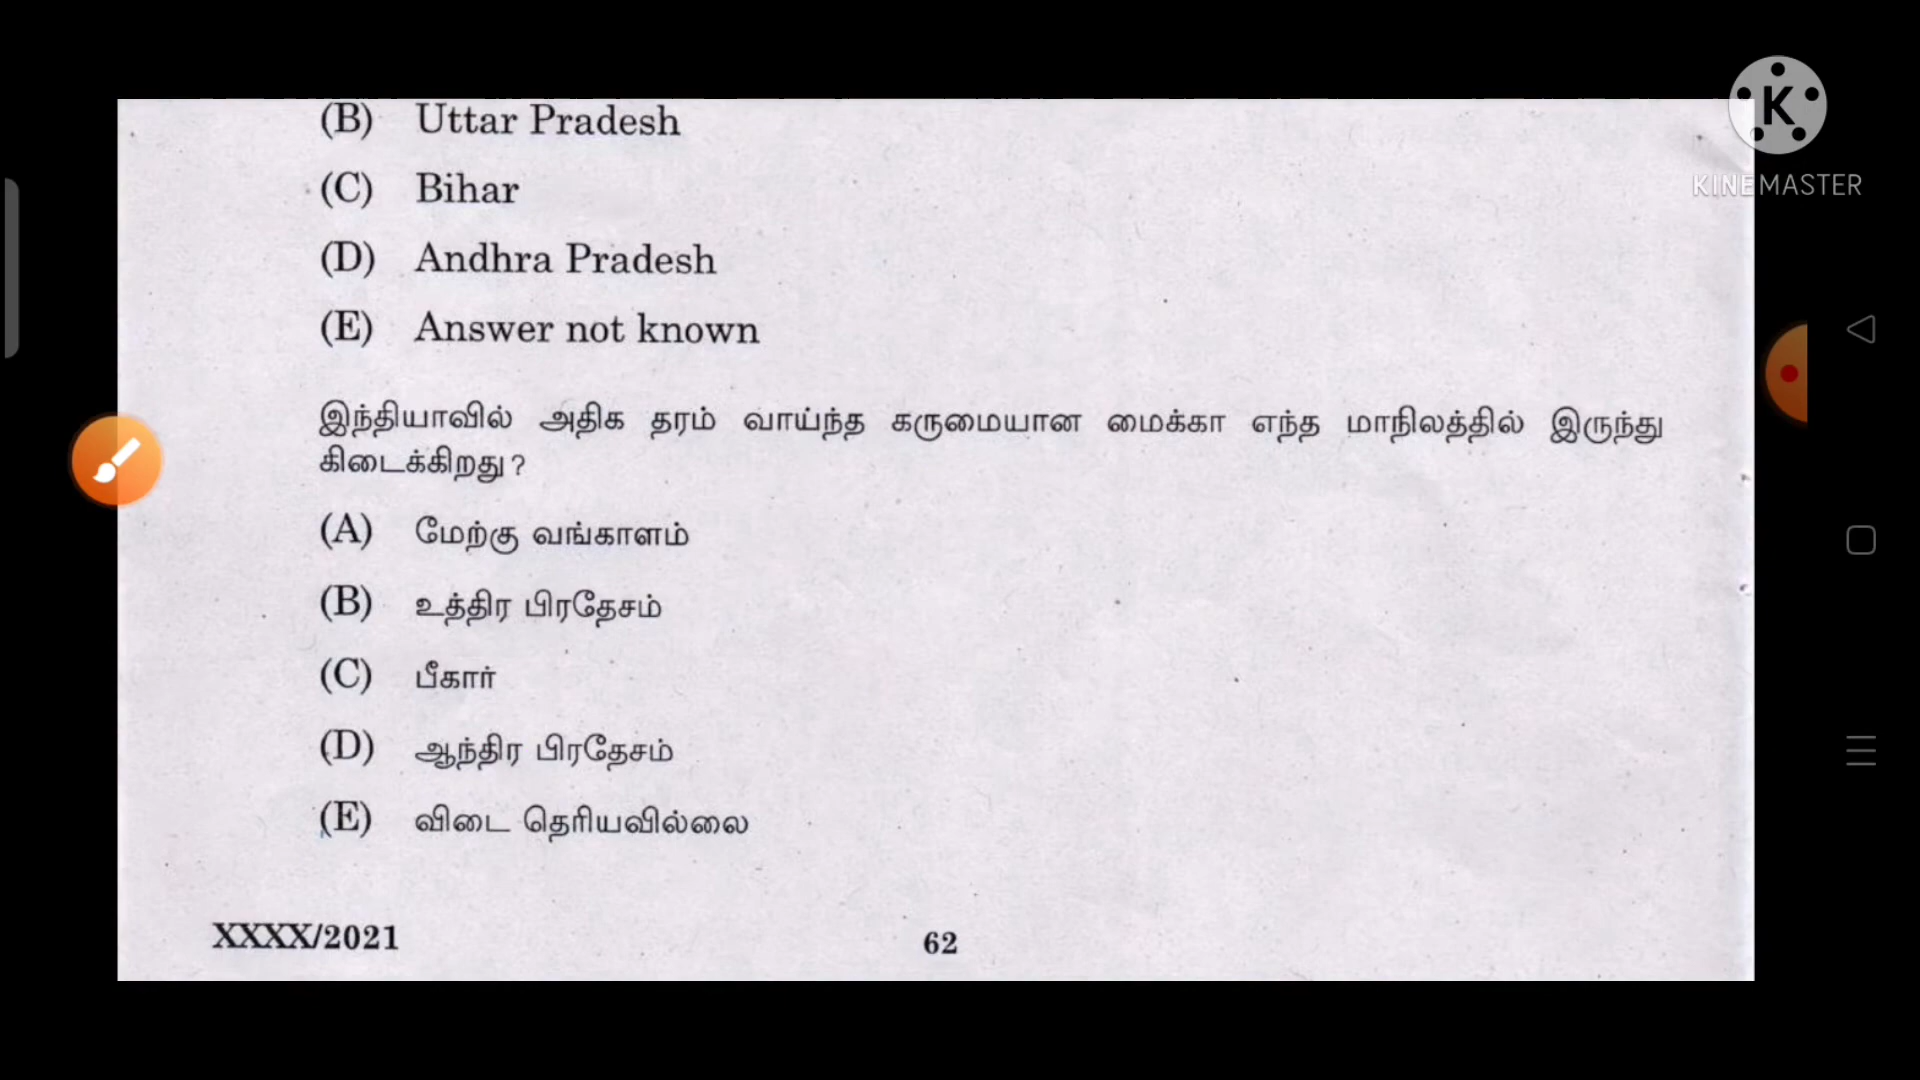 (B) Uttar Pradesh
(C) Bihar
(D) Andhra Pradesh
(E) Answer not known
இந்தியாவில் அதிக தரம் வாய்ந்த கருமையான மைக்கா எந்த மாநிலத்தில் இருந்து
கிடைக்கிறது?
(A) மேற்கு வங்காளம்
(B) உத்திர பிரதேசம்
(C) பீகார்
(D) ஆந்திர பிரதேசம்
(E) விடை தெரியவில்லை
XXXX/2021 62
K
KINEMASTER